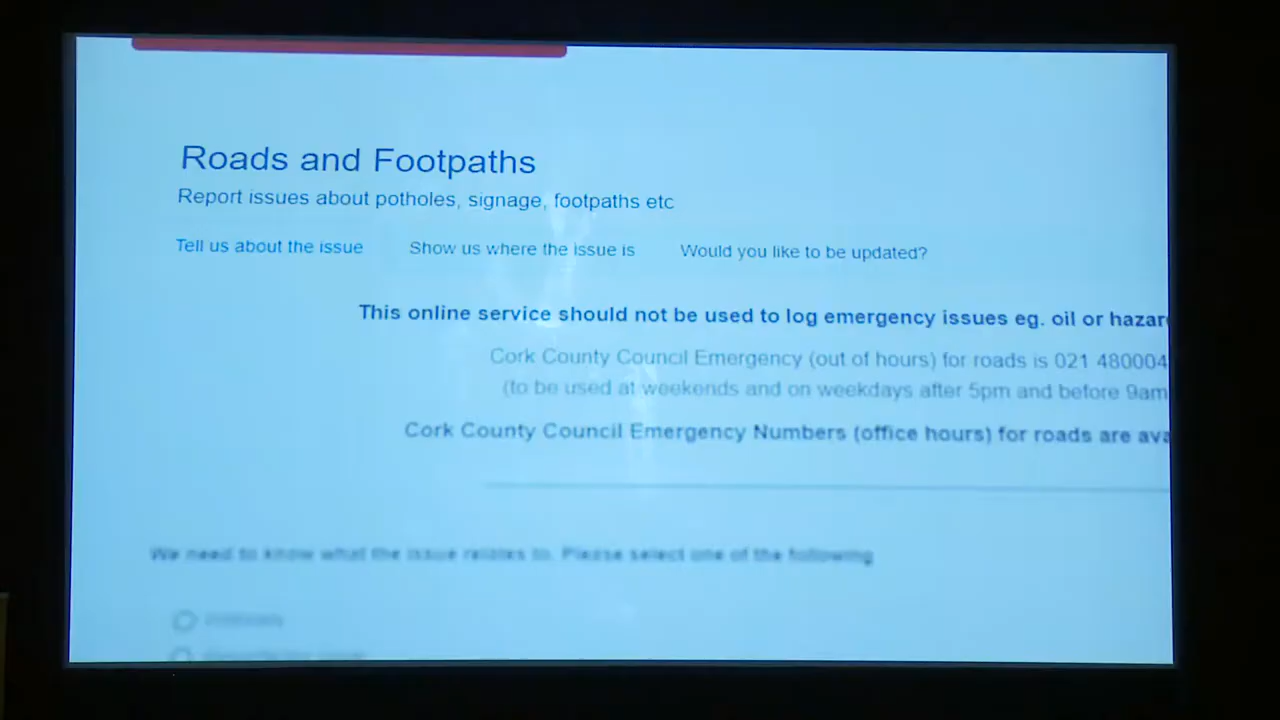 Roads and Footpaths
Report issues about potholes, signage, footpaths etc
Tell us about the issue Show us where the issue is Would you like to be updated?
This online service should not be used to log emergency issues eg. oil or hazar
Cork County Council Emergency (out of hours) for roads is 021 480004
(to be used at weekends and on weekdays after 5pm and before 9am
Cork County Council Emergency Numbers (office hours) for roads are ava
We need to know what the issue relates to. Please select one of the following